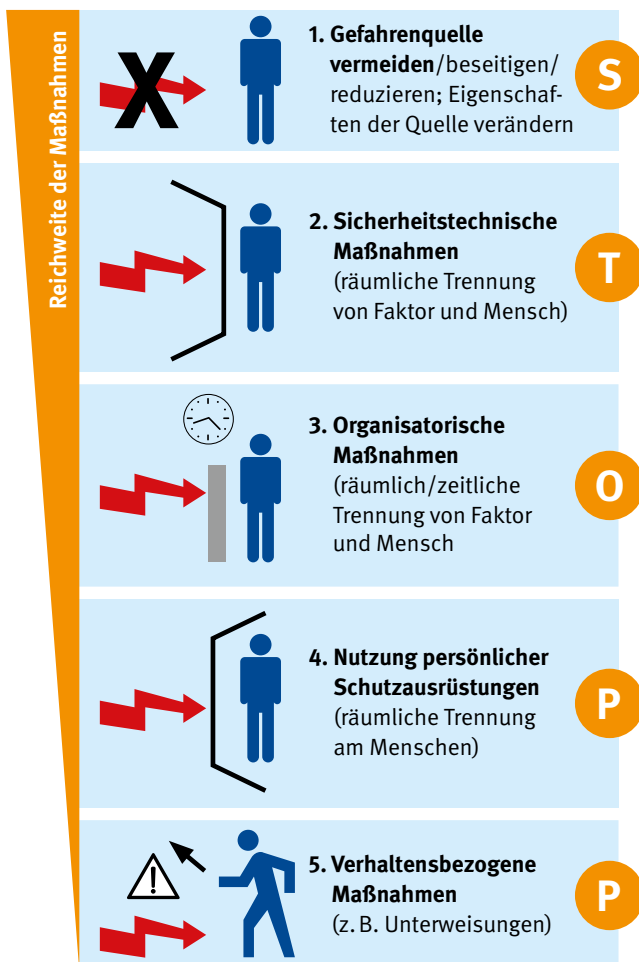 Reichweite der Maßnahmen
1. Gefahrenquelle
vermeiden/beseitigen/
reduzieren; Eigenschaf-
ten der Quelle verändern
S
2. Sicherheitstechnische
Maßnahmen
(räumliche Trennung
von Faktor und Mensch)
T
3. Organisatorische
Maßnahmen
(räumlich/zeitliche
Trennung von Faktor
und Mensch
O
4. Nutzung persönlicher
Schutzausrüstungen
(räumliche Trennung
am Menschen)
P
!
5. Verhaltensbezogene
Maßnahmen
(z. B. Unterweisungen)
P